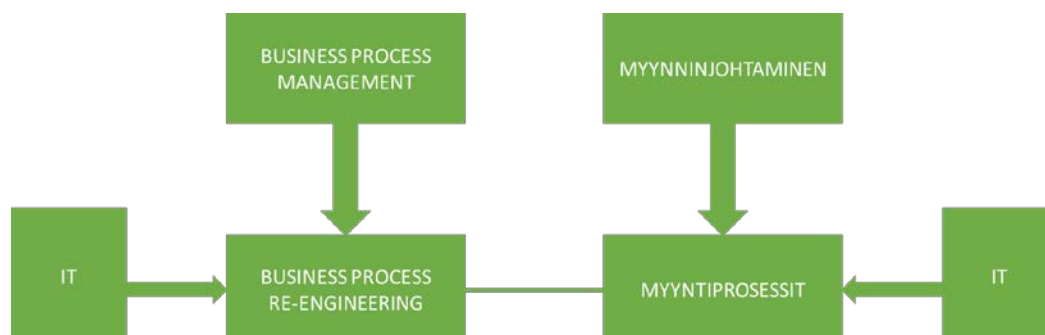 BUSINESS PROCESS
MANAGEMENT
MYYNNINJOHTAMINEN
IT
BUSINESS PROCESS
RE-ENGINEERING
MYYNTIPROSESSIT
IT